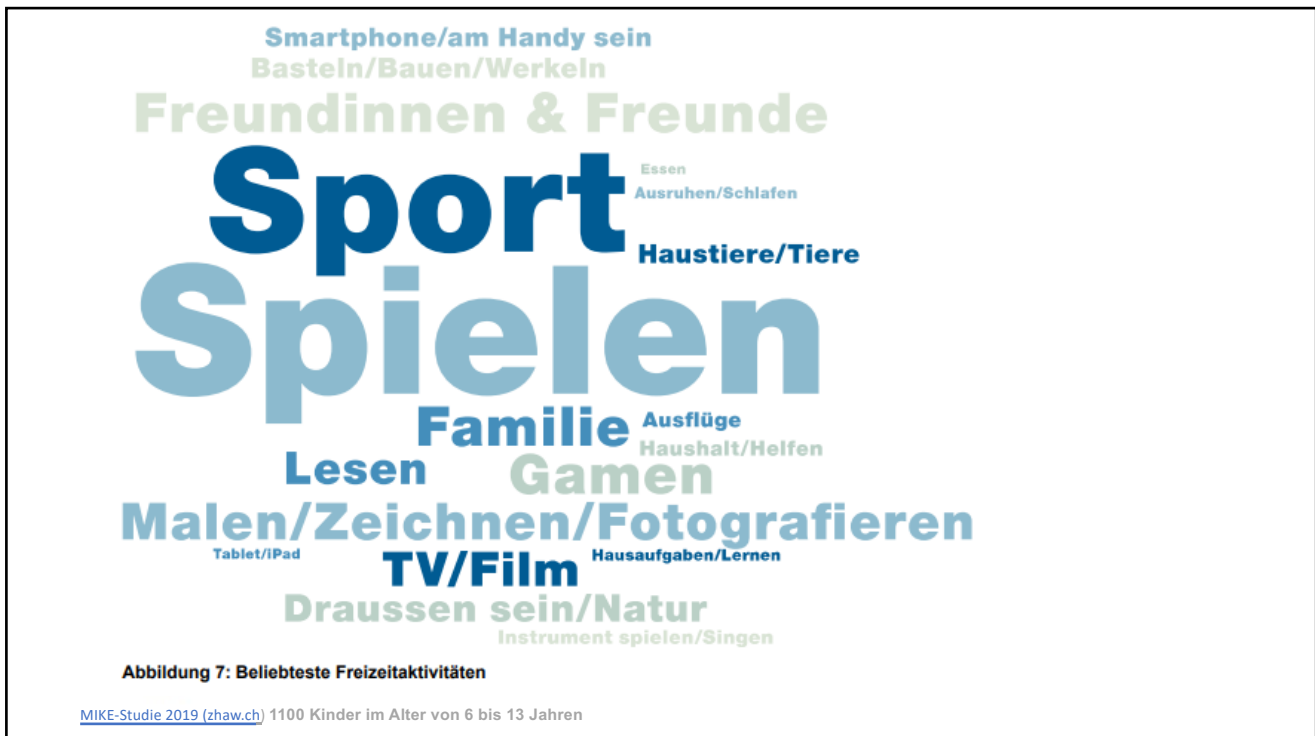 Smartphone/am Handy sein
Basteln/Bauen/Werkeln
Freundinnen & Freunde
Sport
Essen
Ausruhen/Schlafen
Haustiere/Tiere
Spielen
Familie
Ausflüge
Haushalt/Helfen
Lesen
Gamen
Malen/Zeichnen/Fotografieren
Tablet/iPad
TV/Film
Hausaufgaben/Lernen
Draussen sein/Natur
Instrument spielen/Singen
Abbildung 7: Beliebteste Freizeitaktivitäten
MIKE-Studie 2019 (zhaw.ch) 1100 Kinder im Alter von 6 bis 13 Jahren